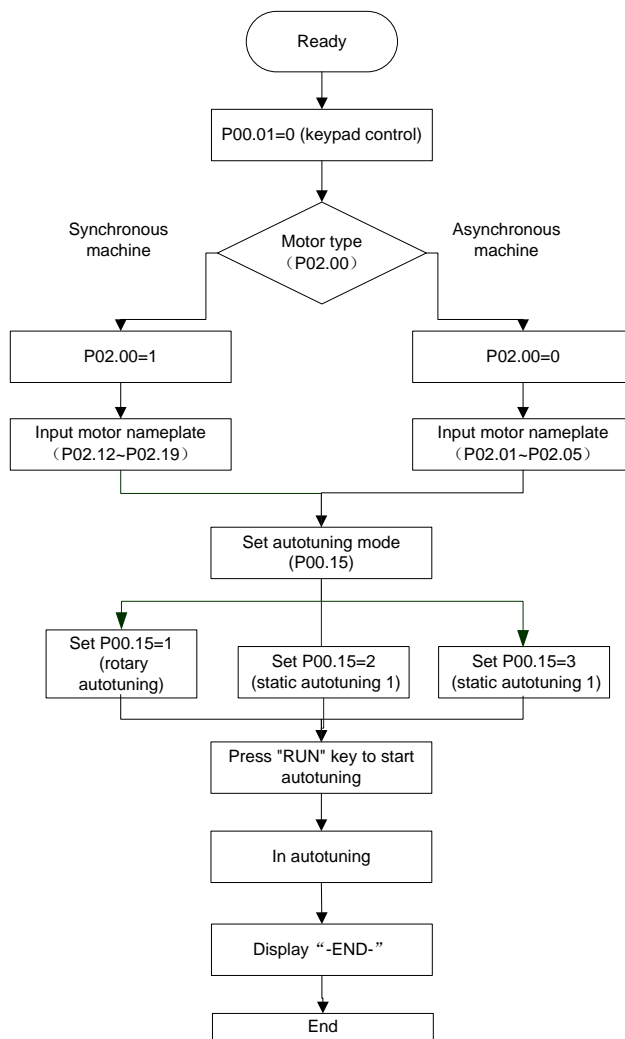 Ready
P00.01=0 (keypad control)
Synchronous
machine
Motor type
（P02.00）
Asynchronous
machine
P02.00=1
P02.00=0
Input motor nameplate
（P02.12~P02.19）
Input motor nameplate
（P02.01~P02.05）
Set autotuning mode
(P00.15)
Set P00.15=1
(rotary
autotuning)
Set P00.15=2
(static autotuning 1)
Set P00.15=3
(static autotuning 1)
Press "RUN" key to start
autotuning
In autotuning
Display “-END-”
End